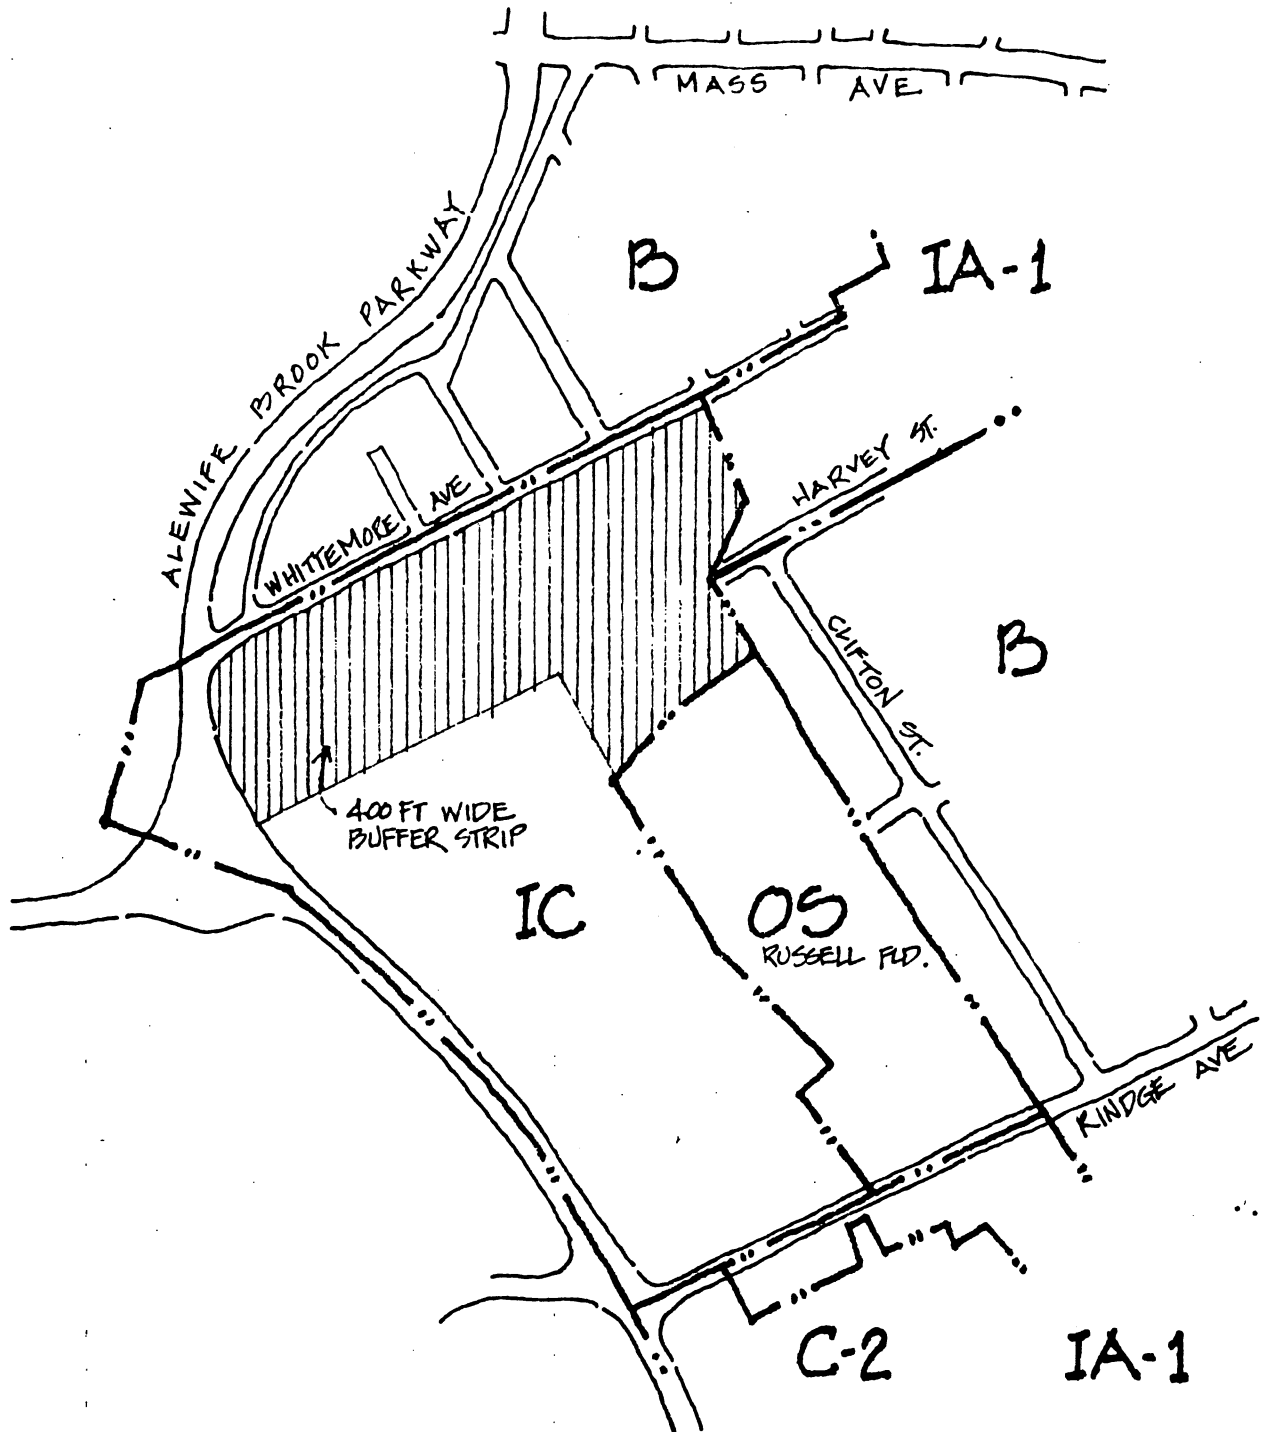 MASS AVE
ALEWIFE BROOK PARKWAY
B
IA-1
HARVEY ST.
WHITTEMORE AVE
CLIFTON ST.
B
400 FT WIDE
BUFFER STRIP
IC
OS
RUSSELL FLD.
RINDGE AVE
C-2
IA-1